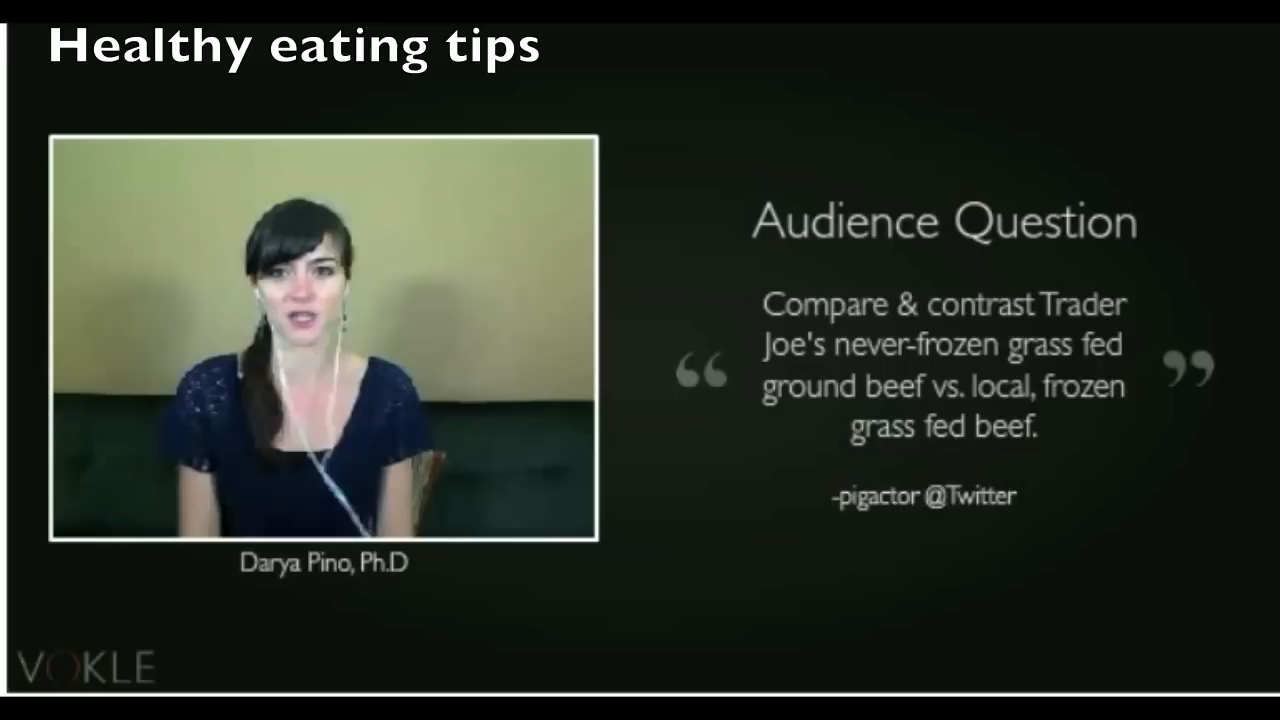 Healthy eating tips
Audience Question
Compare & contrast Trader
Joe's never-frozen grass fed
“ ground beef vs. local, frozen ”
grass fed beef.
-pigactor @Twitter
Darya Pino, Ph.D
VOKLE